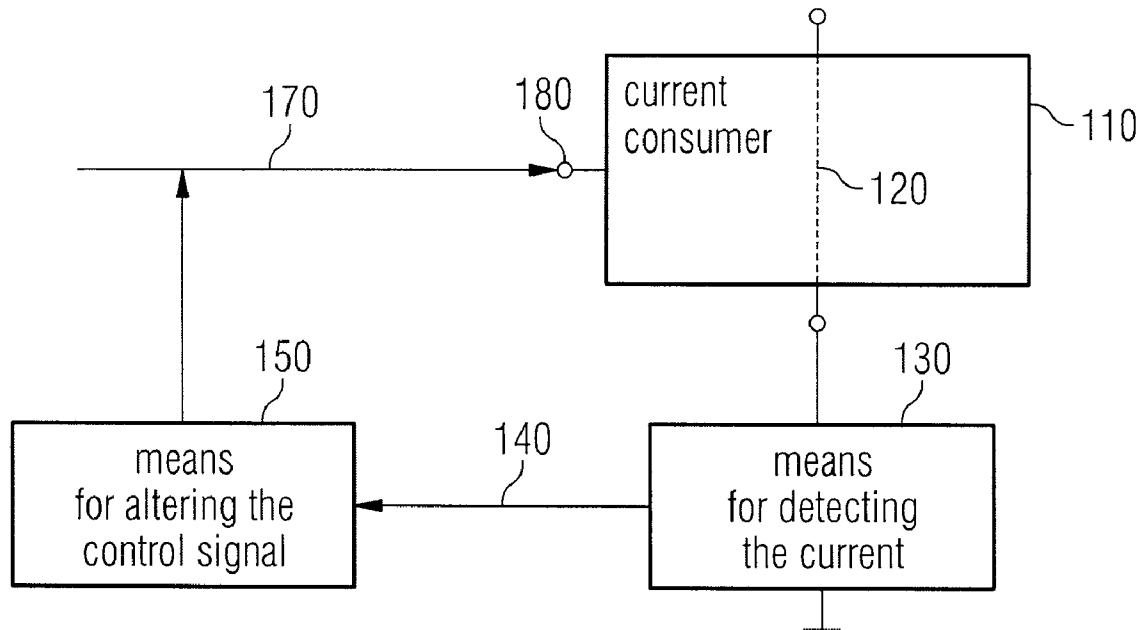 170
180
current
consumer
110
120
150
130
140
means
for altering the
control signal
means
for detecting
the current